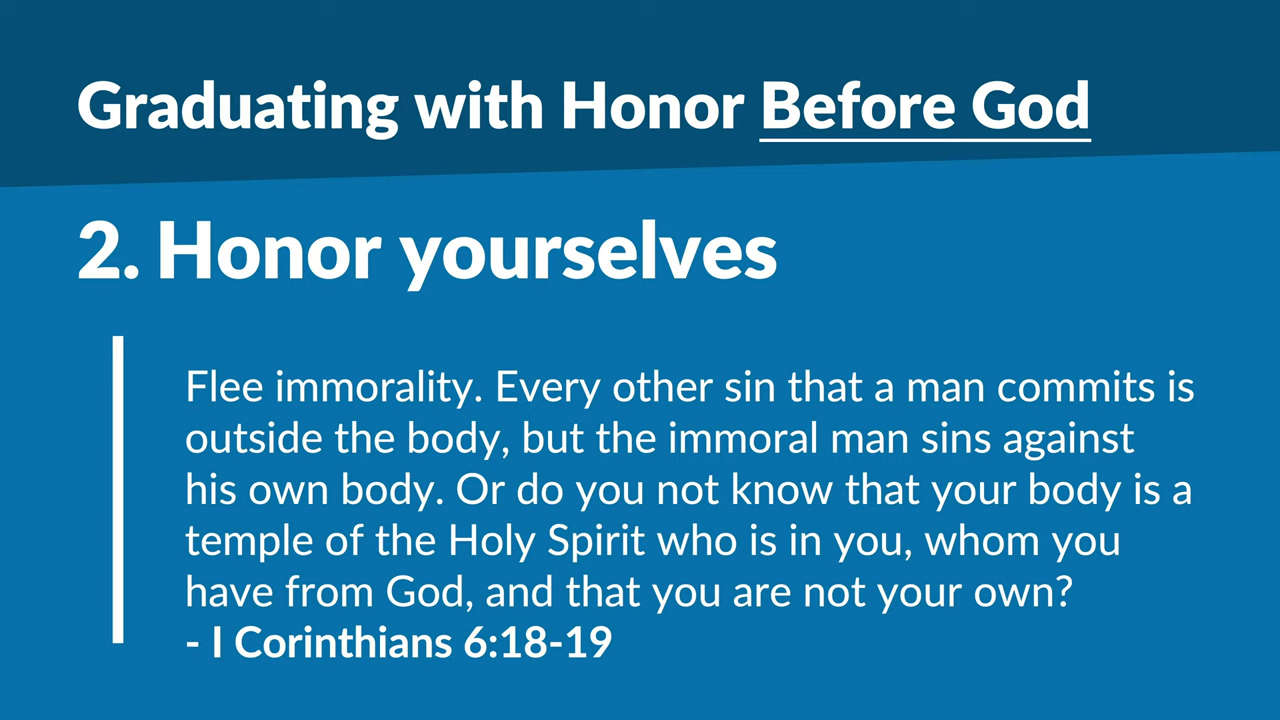 Graduating with Honor Before God
2. Honor yourselves
Flee immorality. Every other sin that a man commits is
outside the body, but the immoral man sins against
his own body. Or do you not know that your body is a
temple of the Holy Spirit who is in you, whom you
have from God, and that you are not your own?
- I Corinthians 6:18-19